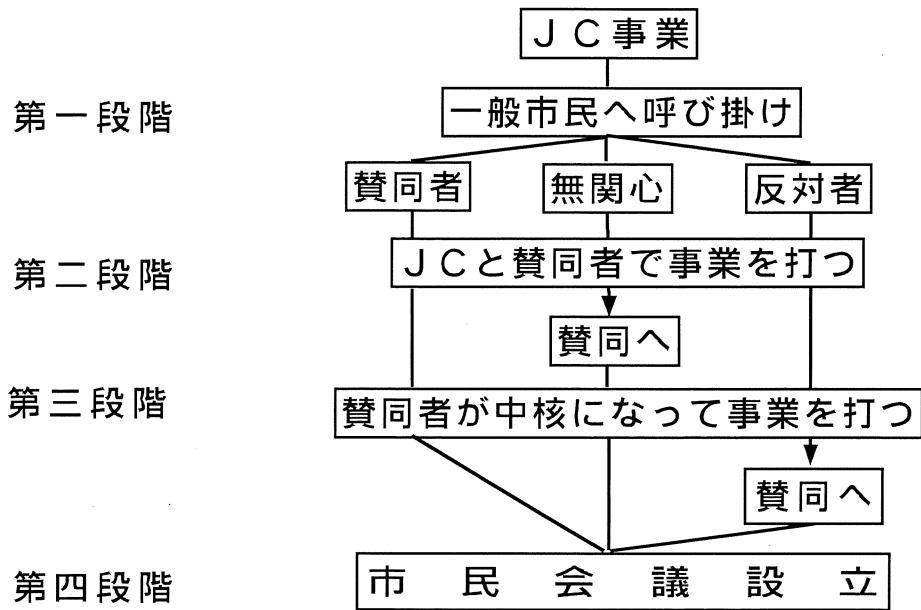 ＪＣ事業
第一段階
一般市民へ呼び掛け
賛同者
無関心
反対者
第二段階
ＪＣと賛同者で事業を打つ
賛同へ
第三段階
賛同者が中核になって事業を打つ
賛同へ
第四段階
市民会議設立